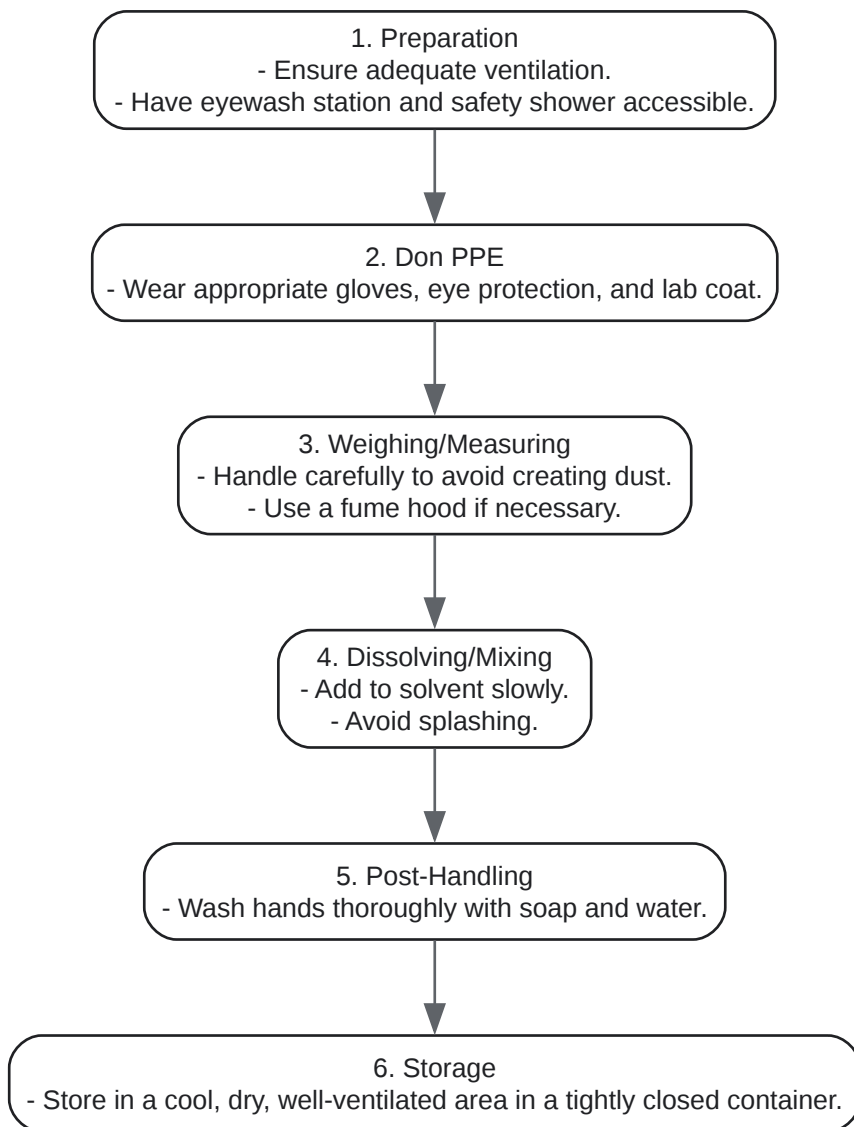 1. Preparation
- Ensure adequate ventilation.
- Have eyewash station and safety shower accessible.
2. Don PPE
- Wear appropriate gloves, eye protection, and lab coat.
3. Weighing/Measuring
- Handle carefully to avoid creating dust.
- Use a fume hood if necessary.
4. Dissolving/Mixing
- Add to solvent slowly.
- Avoid splashing.
5. Post-Handling
- Wash hands thoroughly with soap and water.
6. Storage
- Store in a cool, dry, well-ventilated area in a tightly closed container.